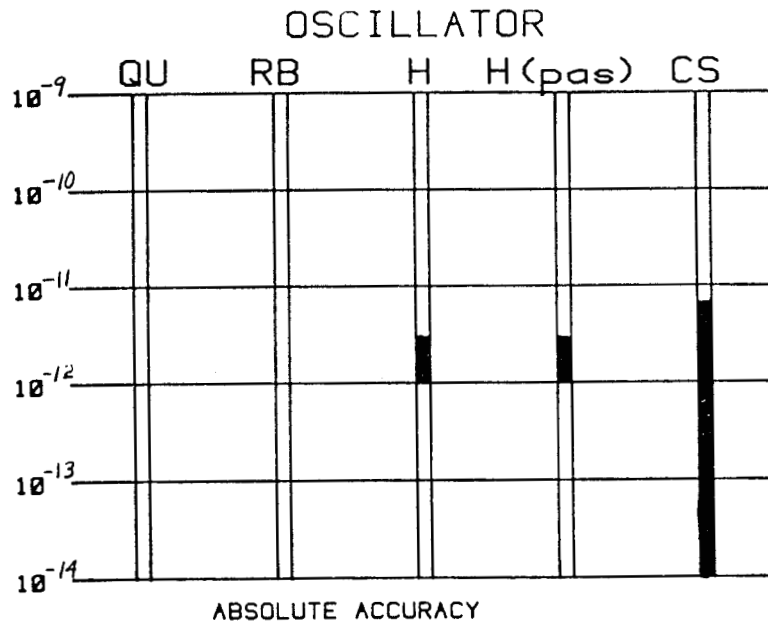 OSCILLATOR
QU RB H H(pas) CS
10-9
10-10
10-11
10-12
10-13
10-14
ABSOLUTE ACCURACY